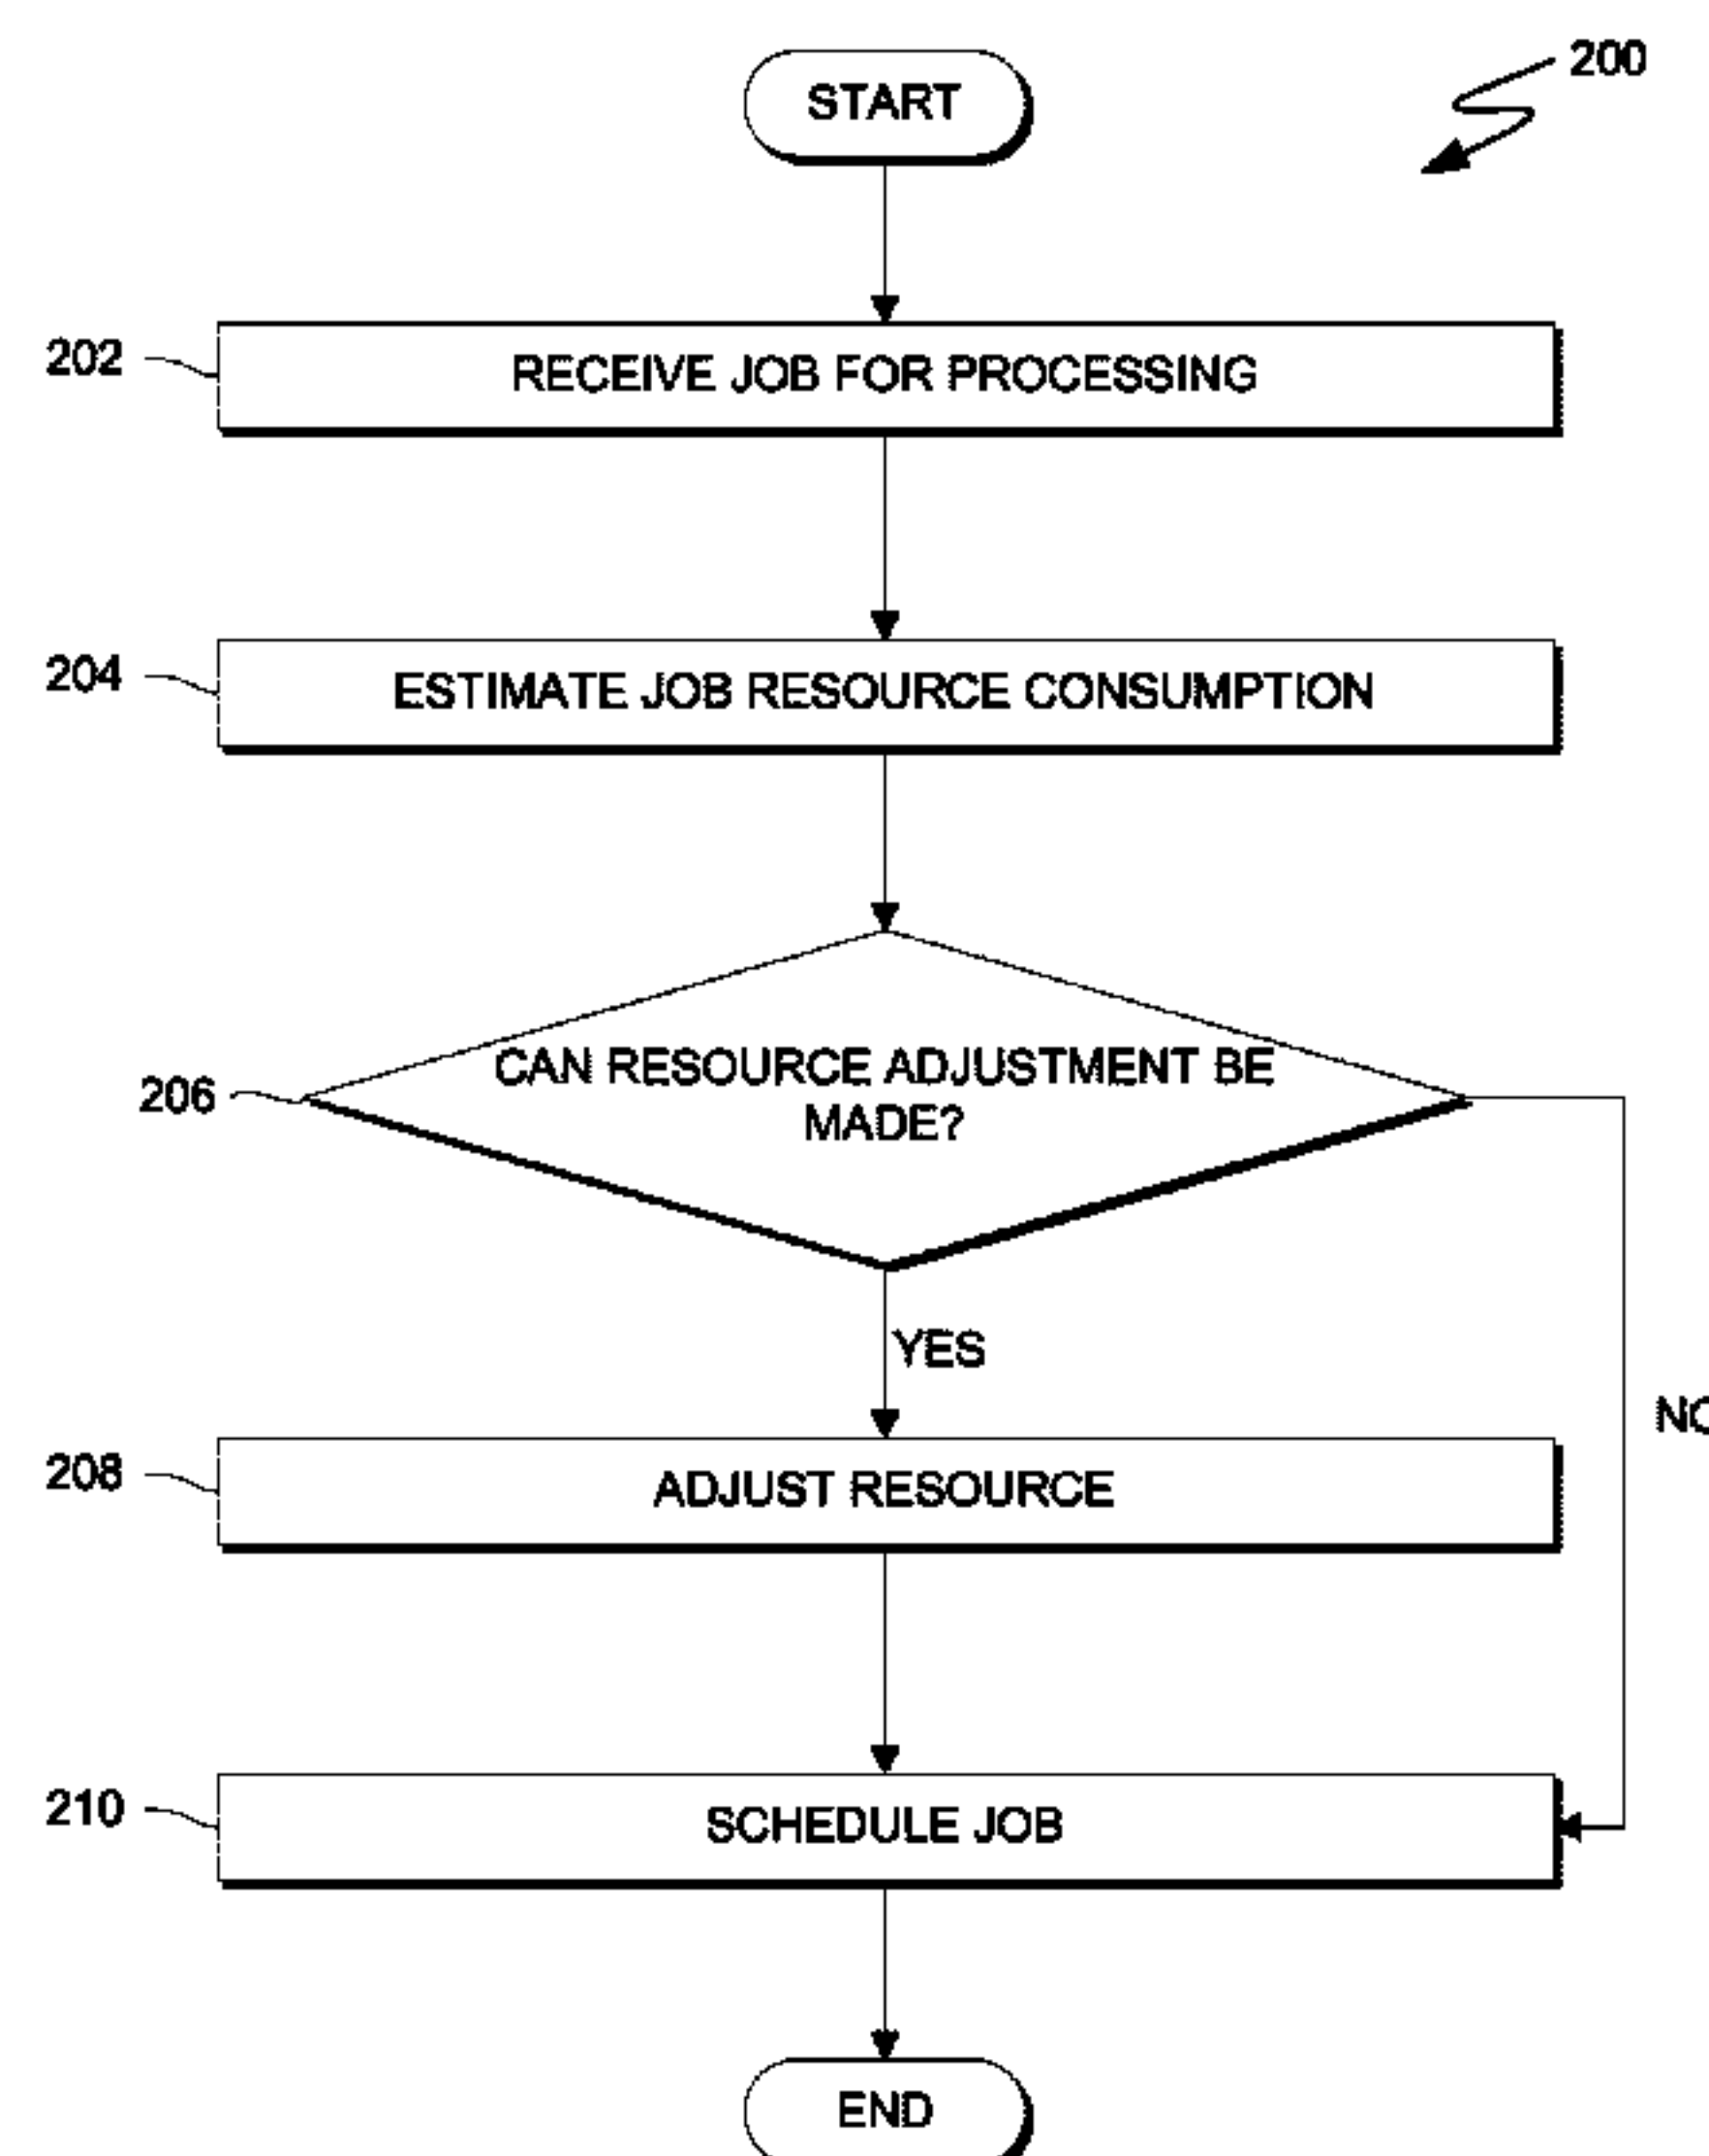 START
200
202
RECEIVE JOB FOR PROCESSING
204
ESTIMATE JOB RESOURCE CONSUMPTION
206
CAN RESOURCE ADJUSTMENT BE
MADE?
YES
NO
208
ADJUST RESOURCE
210
SCHEDULE JOB
END